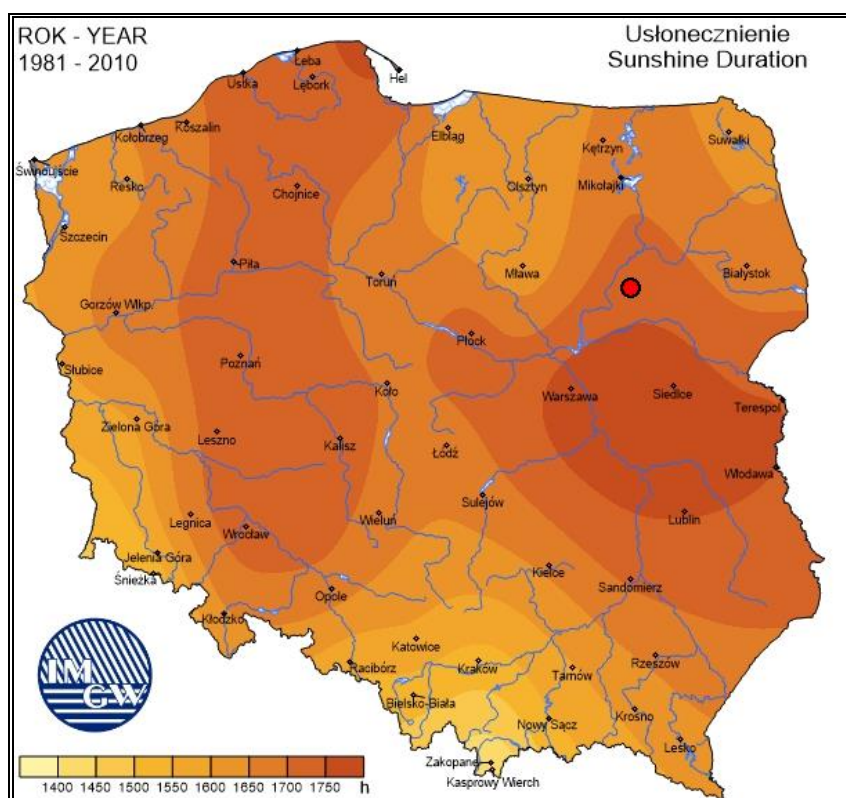 ROK - YEAR
1981 - 2010
Usłonecznienie
Sunshine Duration
Łeba
Hel
Ustka
Lębork
Koszalin
Kołobrzeg
Elbląg
Kętrzyn
Suwałki
Świnoujście
Resko
Chojnice
Olsztyn
Mikołajki
Szczecin
Piła
Toruń
Mława
Białystok
Gorzów Wlkp.
Płock
Poznań
Słubice
Koło
Warszawa
Siedlce
Terespol
Zielona Góra
Leszno
Kalisz
Łódź
Włodawa
Sulejów
Legnica
Wrocław
Wieluń
Lublin
Jelenia Góra
Śnieżka
Kielce
Sandomierz
Opole
Kłodzko
Katowice
Kraków
Tarnów
Rzeszów
Racibórz
Bielsko-Biała
Nowy Sącz
Krosno
Lesko
Zakopane
Kasprowy Wierch
IM
GW
1400 1450 1500 1550 1600 1650 1700 1750 h